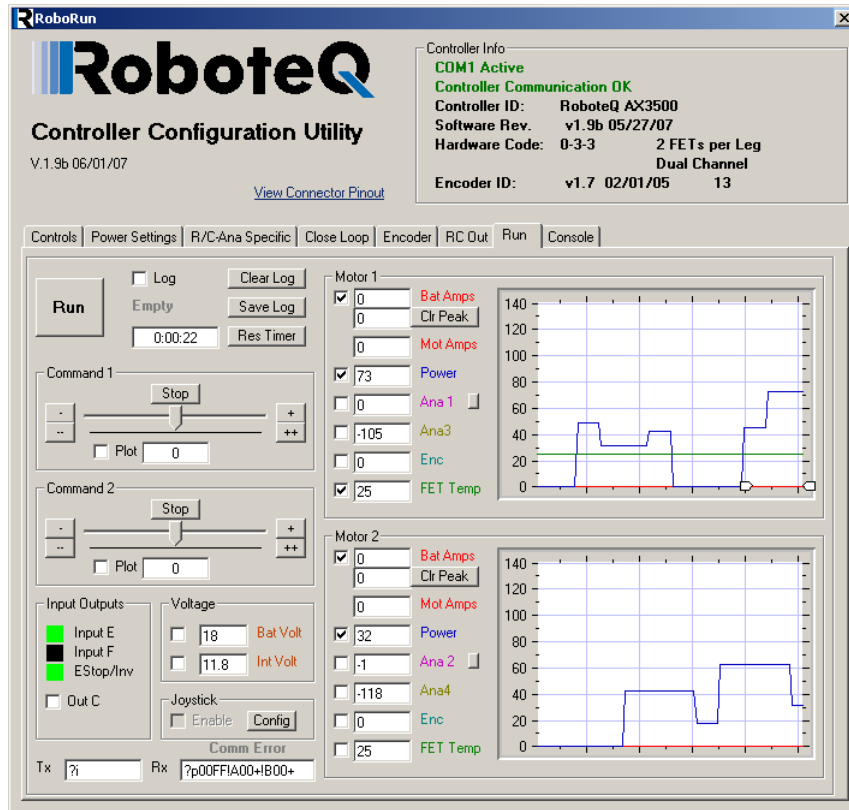 RoboRun
RoboteQ
Controller Configuration Utility
V.1.9b 06/01/07
View Connector Pinout
Controller Info
COM1 Active
Controller Communication OK
Controller ID: RoboteQ AX3500
Software Rev. v1.9b 05/27/07
Hardware Code: 0-3-3 2 FETs per Leg
Dual Channel
Encoder ID: v1.7 02/01/05 13
Controls Power Settings R/C-Ana Specific Close Loop Encoder RC Out Run Console
Run
Log Clear Log
Empty Save Log
0:00:22 Res Timer
Command 1
Stop
- +
-- ++
Plot 0
Command 2
Stop
- +
-- ++
Plot 0
Input Outputs
Input E
Input F
EStop/Inv
Out C
Voltage
18 Bat Volt
11.8 Int Volt
Joystick
Enable Config
Comm Error
Tx ?i Rx ?p00FF!A00+!B00+
Motor 1
0 Bat Amps
0 Clr Peak
0 Mot Amps
73 Power
0 Ana 1
-105 Ana3
0 Enc
25 FET Temp
140
120
100
80
60
40
20
0
Motor 2
0 Bat Amps
0 Clr Peak
0 Mot Amps
32 Power
-1 Ana 2
-118 Ana4
0 Enc
25 FET Temp
140
120
100
80
60
40
20
0